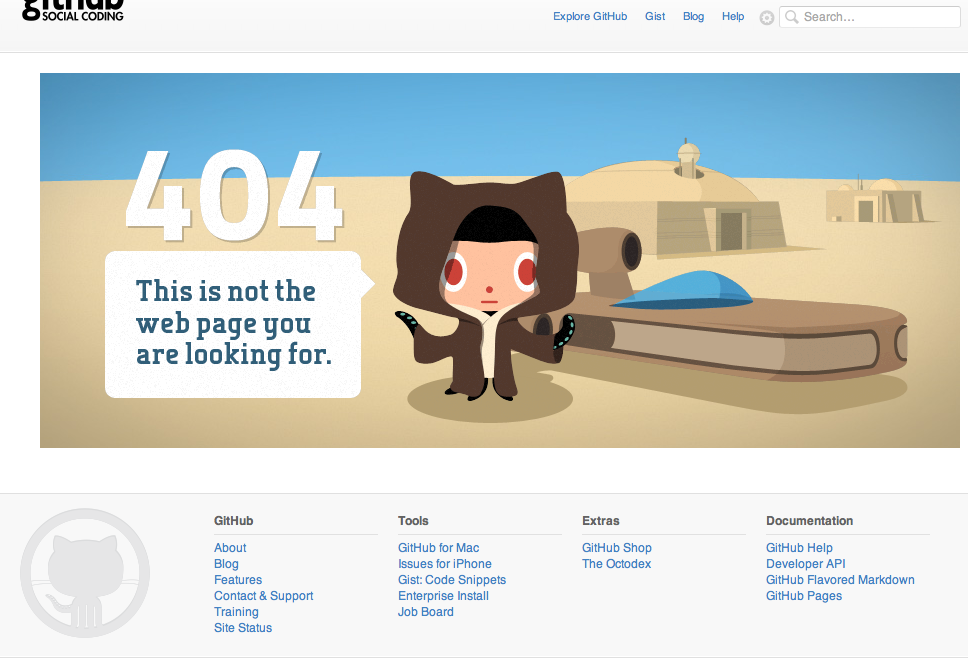 github
SOCIAL CODING
Explore GitHub Gist Blog Help Search...
404
This is not the
web page you
are looking for.
GitHub Tools Extras Documentation
About GitHub for Mac GitHub Shop GitHub Help
Blog Issues for iPhone The Octodex Developer API
Features Gist: Code Snippets GitHub Flavored Markdown
Contact & Support Enterprise Install GitHub Pages
Training Job Board
Site Status